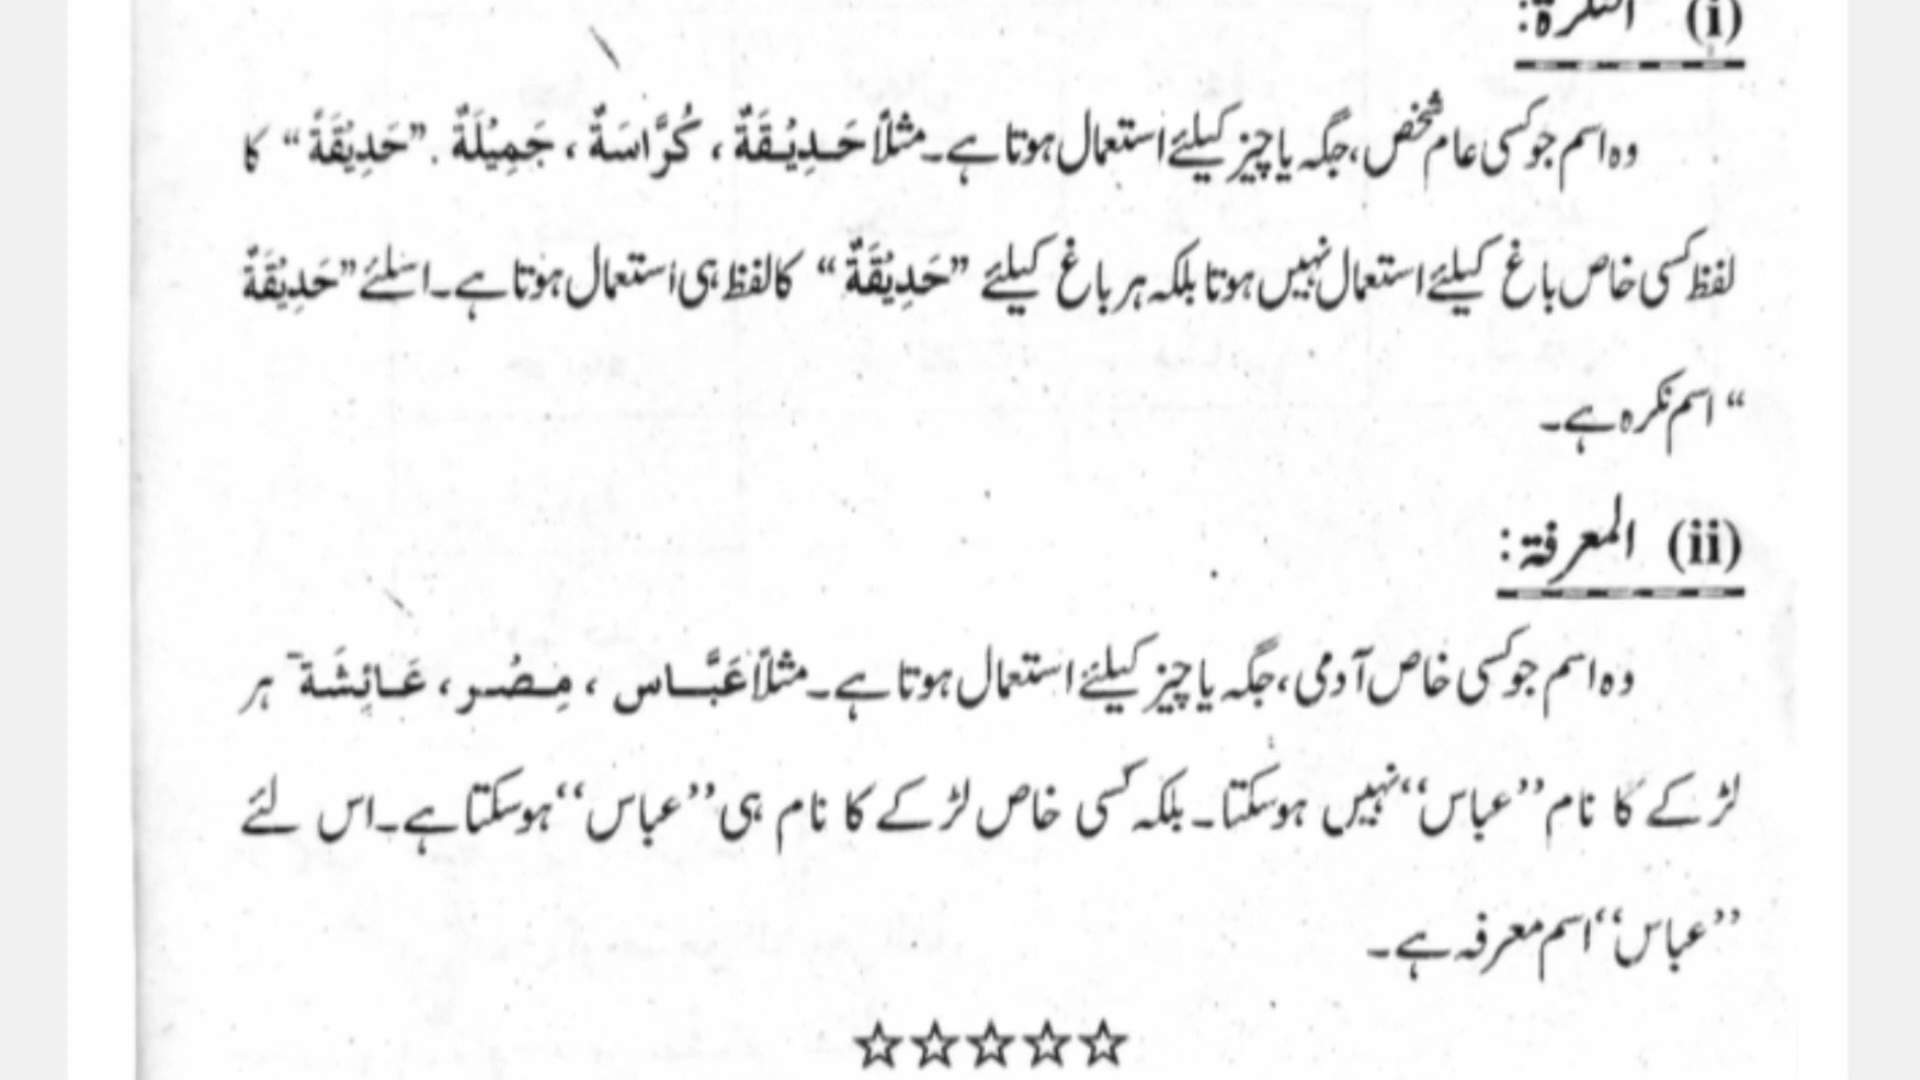 (i) النكرة:
وہ اسم جو کسی عام شخص، جگہ یا چیز کیلئے استعمال ہوتا ہے۔ مثلاً حَدِيْقَةٌ ، كُرَّاسَةٌ ، جَمِيْلَةٌ . ”حَدِيْقَةٌ“ کا
لفظ کسی خاص باغ کیلئے استعمال نہیں ہوتا بلکہ ہر باغ کیلئے ”حَدِيْقَةٌ“ کا لفظ ہی استعمال ہوتا ہے۔ اسلئے ”حَدِيْقَةٌ
“ اسم نکرہ ہے۔
(ii) المعرفة:
وہ اسم جو کسی خاص آدمی، جگہ یا چیز کیلئے استعمال ہوتا ہے۔ مثلاً عَبَّاس ، مِصْر ، عَائِشَة ۔ ہر
لڑکے کا نام ”عباس“ نہیں ہوسکتا۔ بلکہ کسی خاص لڑکے کا نام ہی ”عباس“ ہوسکتا ہے۔ اس لئے
”عباس“ اسم معرفہ ہے۔
☆☆☆☆☆